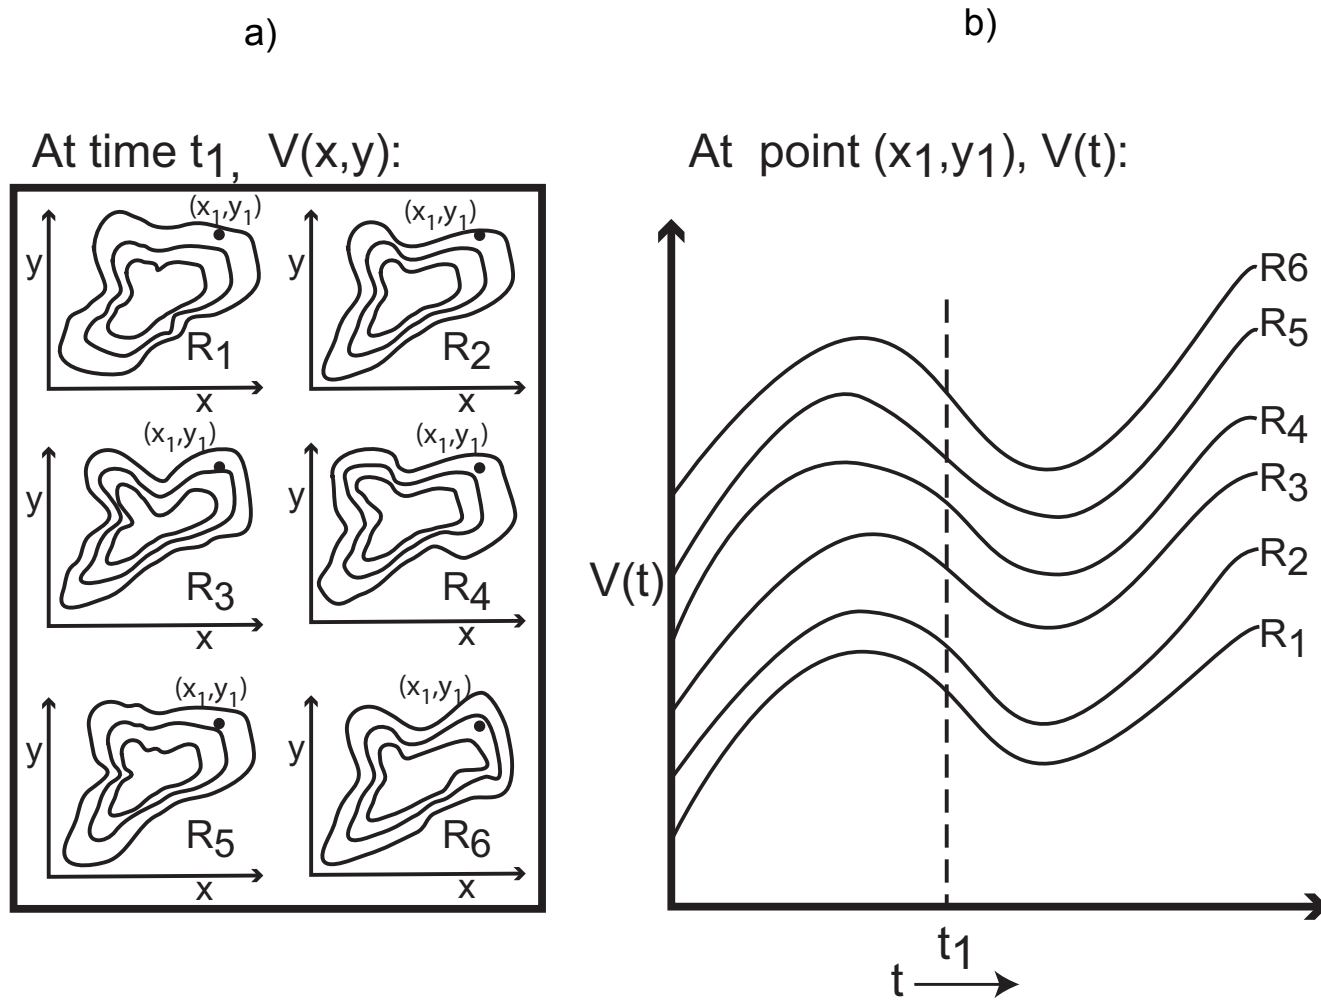 a)
b)
At time t1, V(x,y):
At point (x1,y1), V(t):
(x1,y1)
y
R1
x
(x1,y1)
y
R2
x
(x1,y1)
y
R3
x
(x1,y1)
y
R4
x
(x1,y1)
y
R5
x
(x1,y1)
y
R6
x
R6
R5
R4
R3
V(t)
R2
R1
t1
t